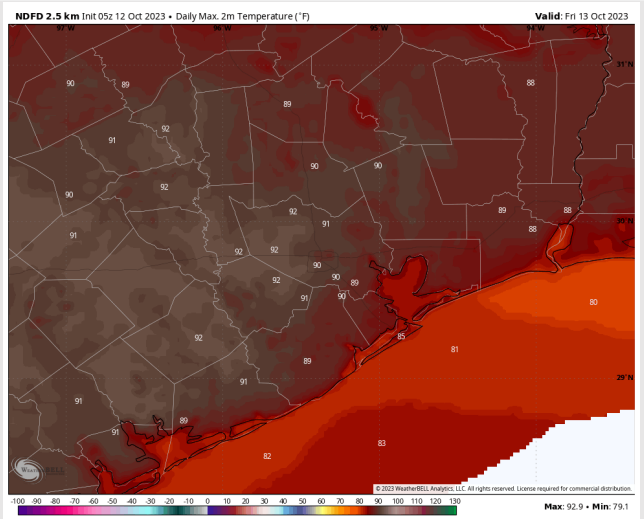 NDFD 2.5 km Init 05z 12 Oct 2023 • Daily Max. 2m Temperature (°F)
Valid: Fri 13 Oct 2023
97°W 96°W 95°W 94°W
31°N
90 89 88
89
92
91
90 90
92
90
92 89 88
30°N
91 88
91
92 92
90
90 89
92
91 90
80
92 85
81
89
29°N
91
91
89
91
83
82
WeatherBELL
© 2023 WeatherBELL Analytics, LLC. All rights reserved. License required for commercial distribution.
-100 -90 -80 -70 -60 -50 -40 -30 -20 -10 0 10 20 30 40 50 60 70 80 90 100 110 120 130
Max: 92.9 • Min: 79.1